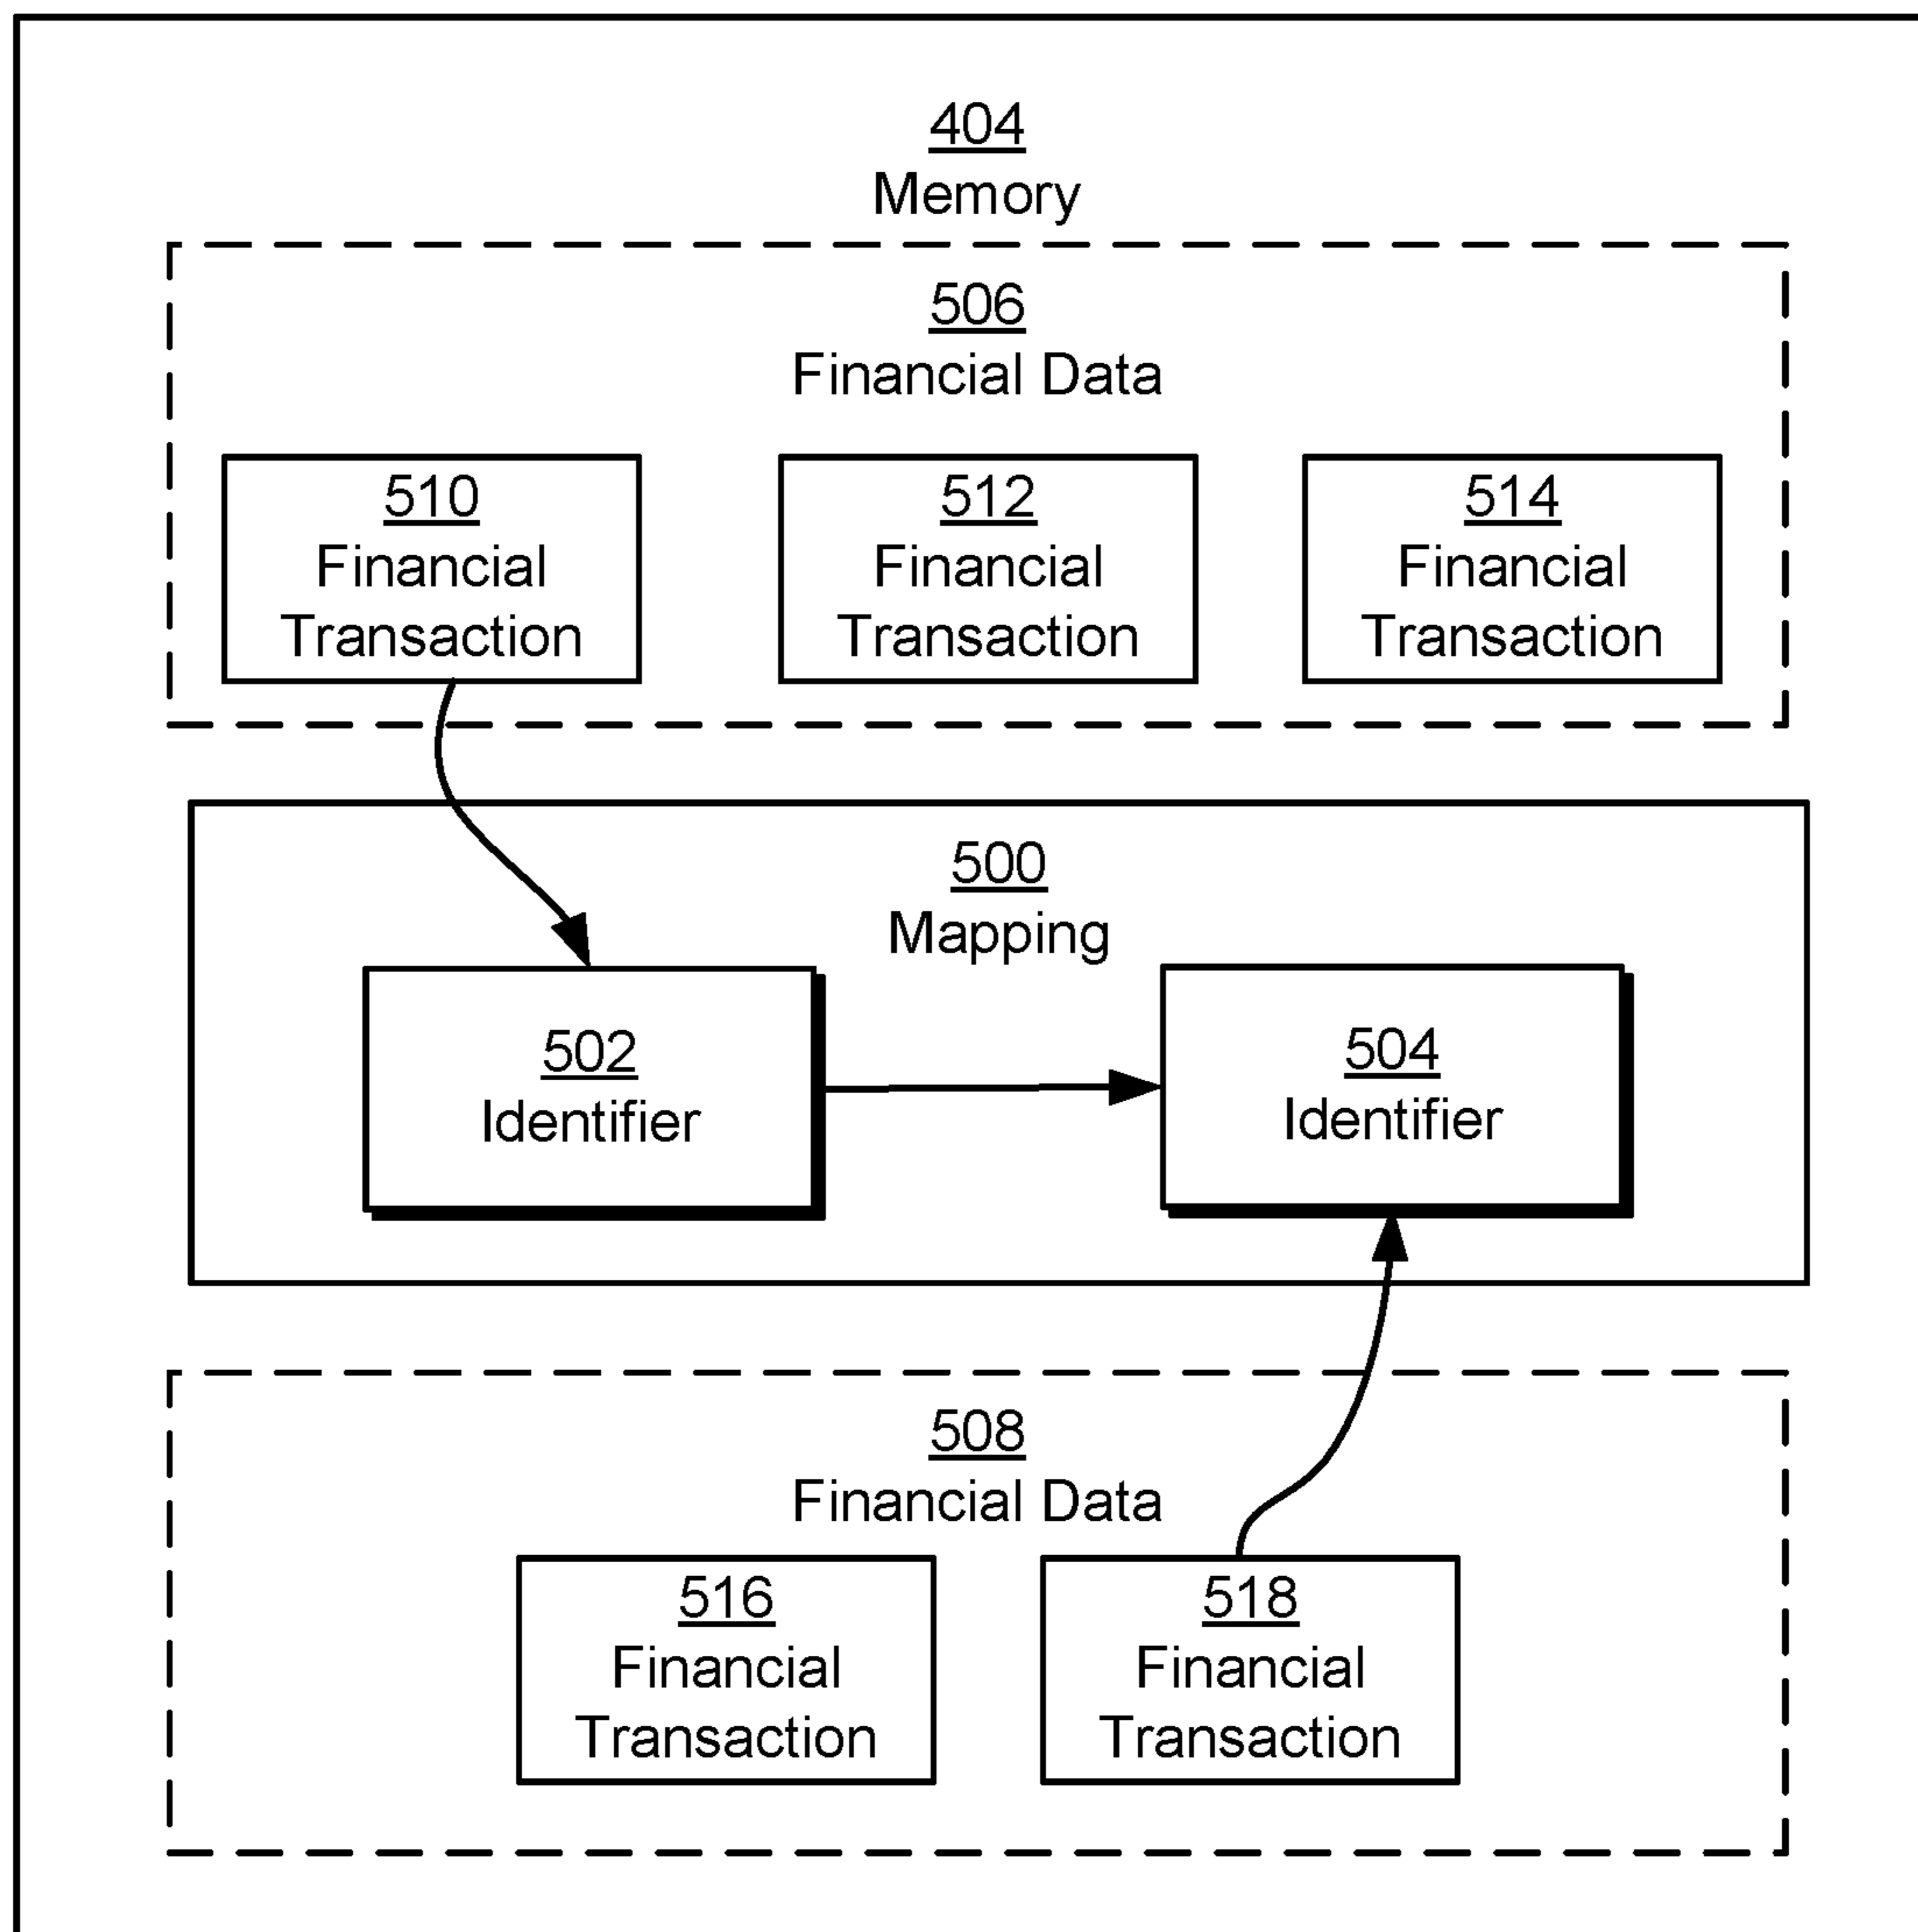 404
Memory
506
Financial Data
510
Financial
Transaction
512
Financial
Transaction
514
Financial
Transaction
500
Mapping
502
Identifier
504
Identifier
508
Financial Data
516
Financial
Transaction
518
Financial
Transaction